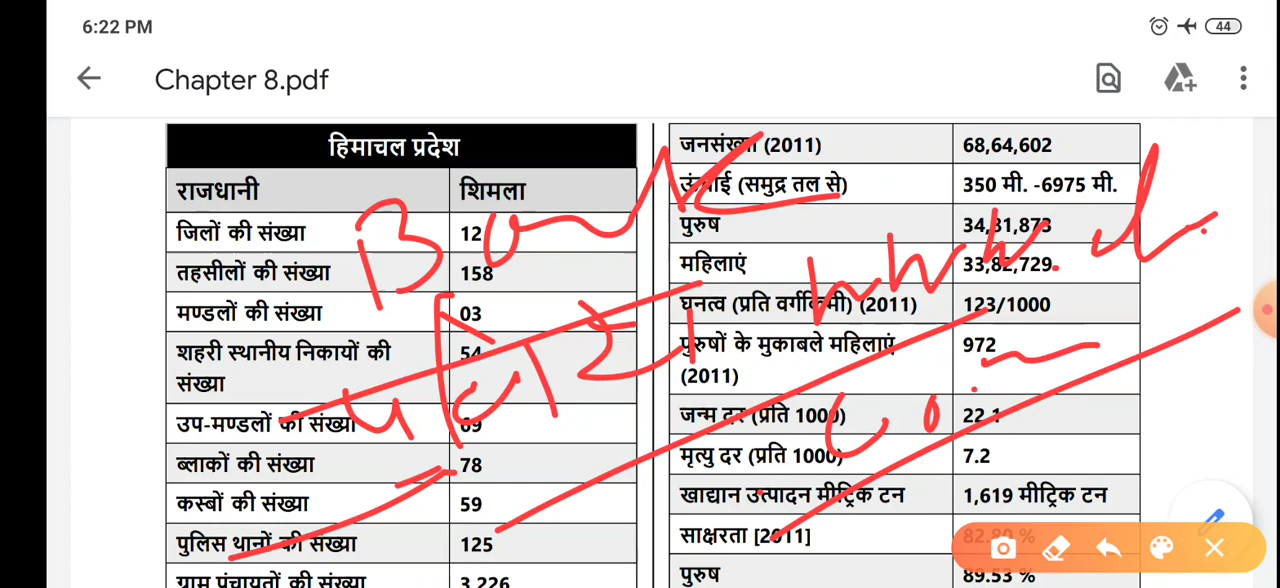 6:22 PM
44
Chapter 8.pdf
हिमाचल प्रदेश
राजधानी शिमला
जिलों की संख्या 12
तहसीलों की संख्या 158
मण्डलों की संख्या 03
शहरी स्थानीय निकायों की संख्या 54
उप-मण्डलों की संख्या 69
ब्लाकों की संख्या 78
कस्बों की संख्या 59
पुलिस थानों की संख्या 125
ग्राम पंचायतों की संख्या 3,226
जनसंख्या (2011) 68,64,602
ऊंचाई (समुद्र तल से) 350 मी. -6975 मी.
पुरुष 34,81,873
महिलाएं 33,82,729
घनत्व (प्रति वर्गकिमी) (2011) 123/1000
पुरुषों के मुकाबले महिलाएं (2011) 972
जन्म दर (प्रति 1000) 22.1
मृत्यु दर (प्रति 1000) 7.2
खाद्यान उत्पादन मीट्रिक टन 1,619 मीट्रिक टन
साक्षरता [2011] 82.80 %
पुरुष 89.53 %